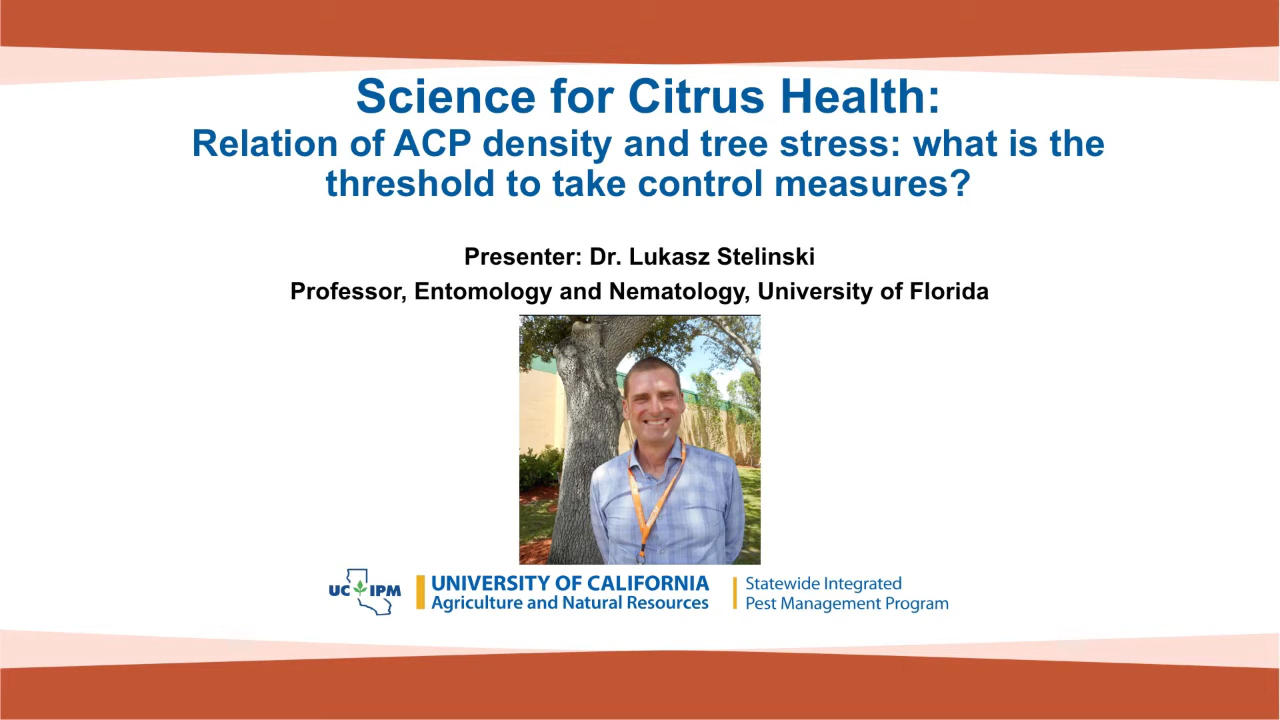 Science for Citrus Health:
Relation of ACP density and tree stress: what is the
threshold to take control measures?
Presenter: Dr. Lukasz Stelinski
Professor, Entomology and Nematology, University of Florida
UC IPM
UNIVERSITY OF CALIFORNIA
Agriculture and Natural Resources
Statewide Integrated
Pest Management Program